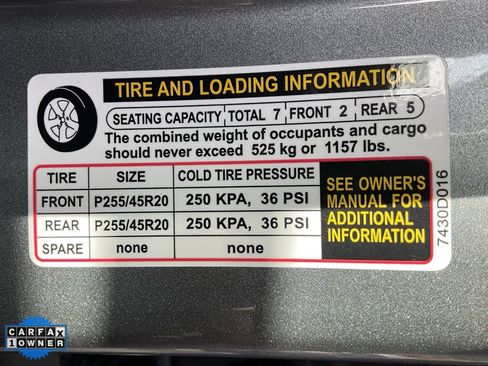 TIRE AND LOADING INFORMATION
SEATING CAPACITY TOTAL 7 FRONT 2 REAR 5
The combined weight of occupants and cargo
should never exceed 525 kg or 1157 lbs.
TIRE SIZE COLD TIRE PRESSURE
FRONT P255/45R20 250 KPA, 36 PSI
REAR P255/45R20 250 KPA, 36 PSI
SPARE none none
SEE OWNER'S
MANUAL FOR
ADDITIONAL
INFORMATION
7430D016
CARFAX
1 OWNER